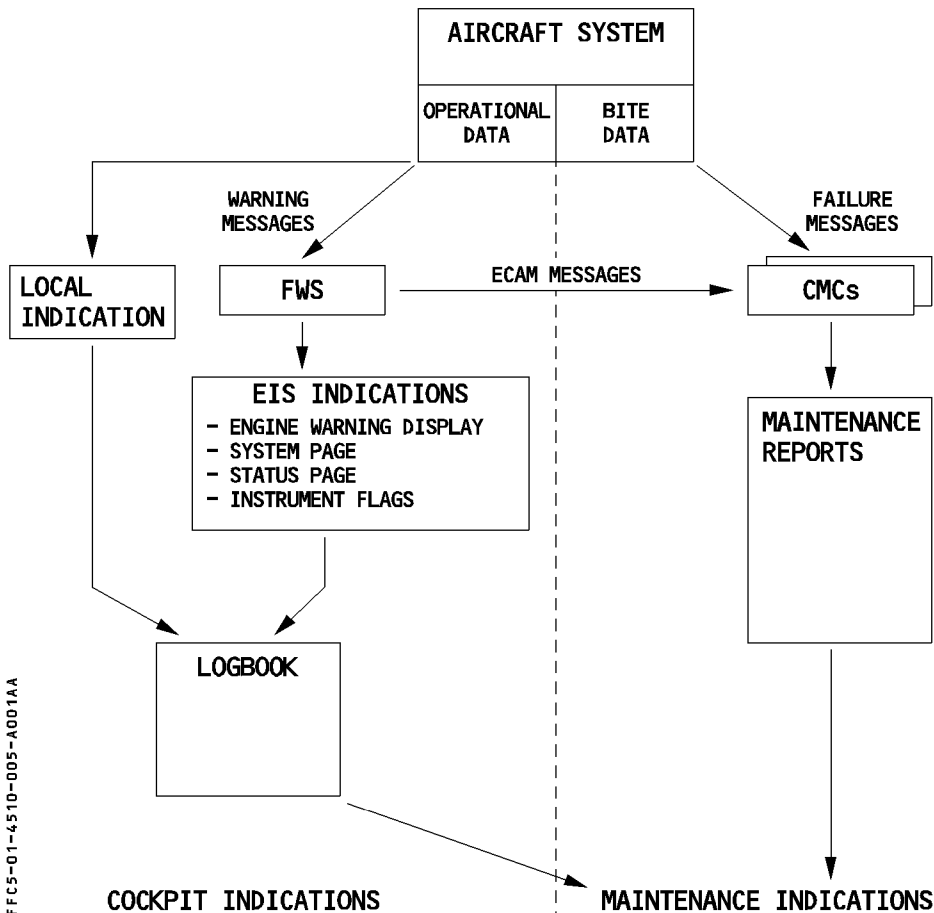 AIRCRAFT SYSTEM
OPERATIONAL
DATA
BITE
DATA
WARNING
MESSAGES
FAILURE
MESSAGES
LOCAL
INDICATION
FWS
ECAM MESSAGES
CMCs
EIS INDICATIONS
- ENGINE WARNING DISPLAY
- SYSTEM PAGE
- STATUS PAGE
- INSTRUMENT FLAGS
MAINTENANCE
REPORTS
LOGBOOK
FFC5-01-4510-005-A001AA
COCKPIT INDICATIONS
MAINTENANCE INDICATIONS